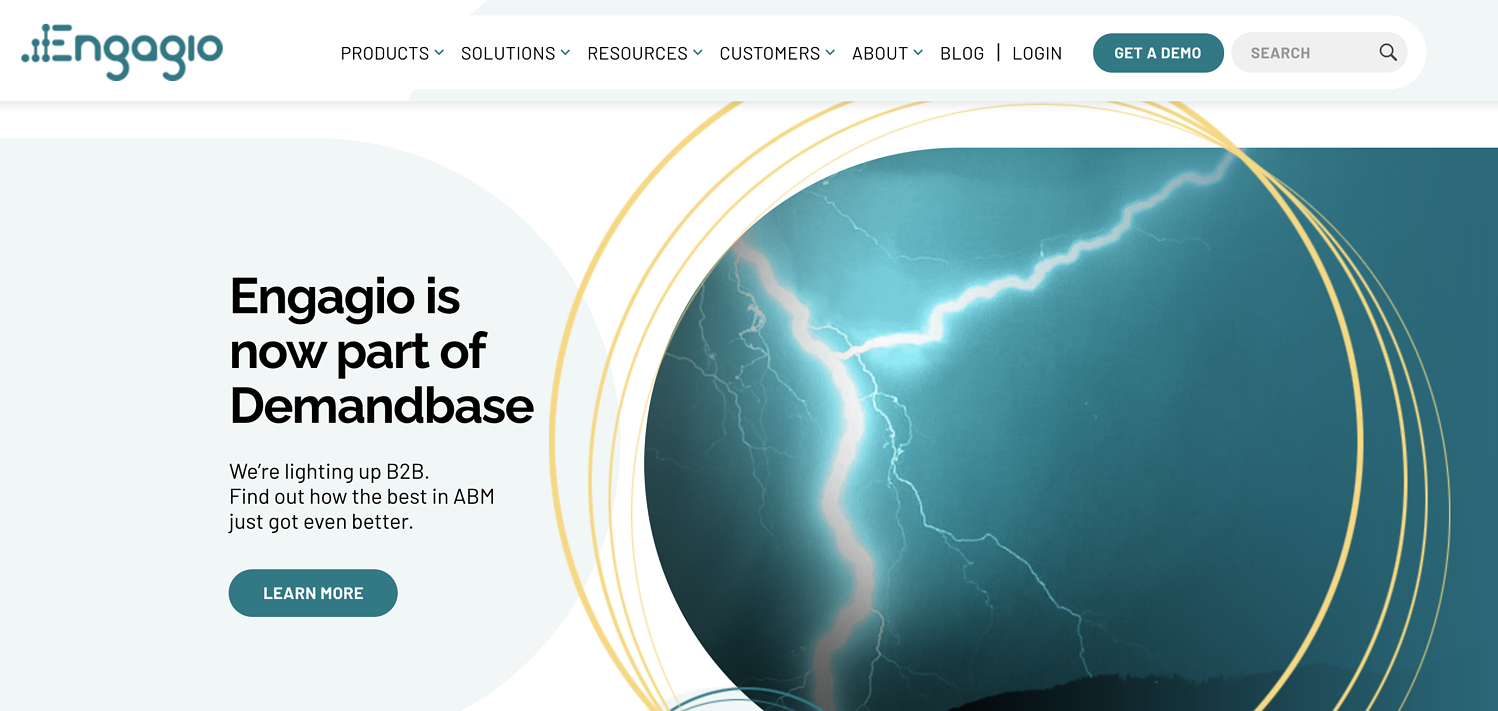 Engagio
PRODUCTS SOLUTIONS RESOURCES CUSTOMERS ABOUT BLOG | LOGIN GET A DEMO SEARCH
Engagio is
now part of
Demandbase
We're lighting up B2B.
Find out how the best in ABM
just got even better.
LEARN MORE